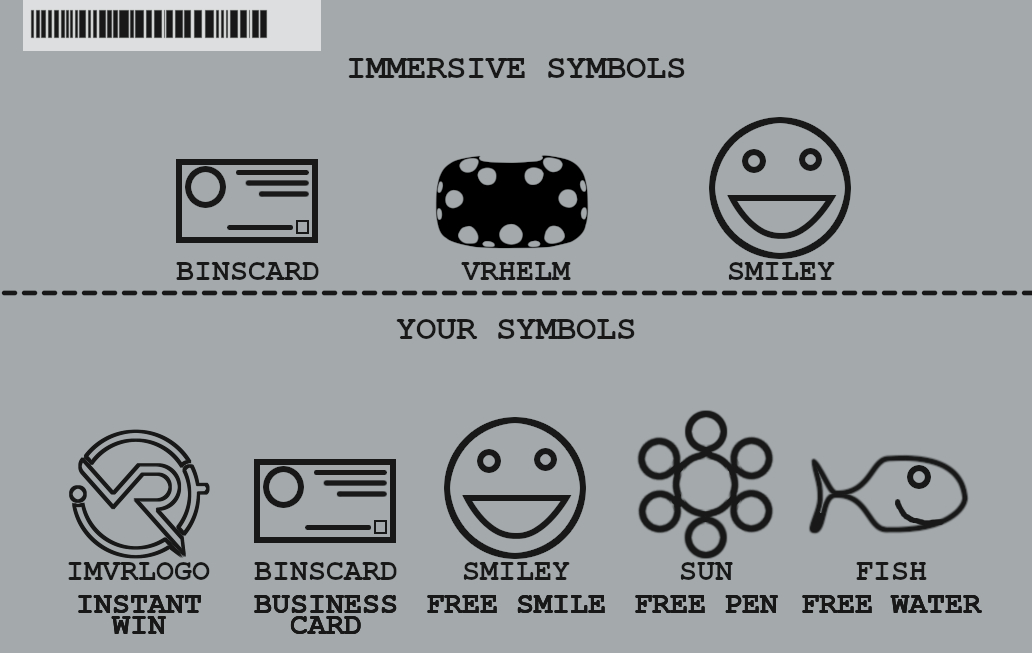 IMMERSIVE SYMBOLS
BINSCARD VRHELM SMILEY
YOUR SYMBOLS
IMVRLOGO BINSCARD SMILEY SUN FISH
INSTANT BUSINESS FREE SMILE FREE PEN FREE WATER
WIN CARD